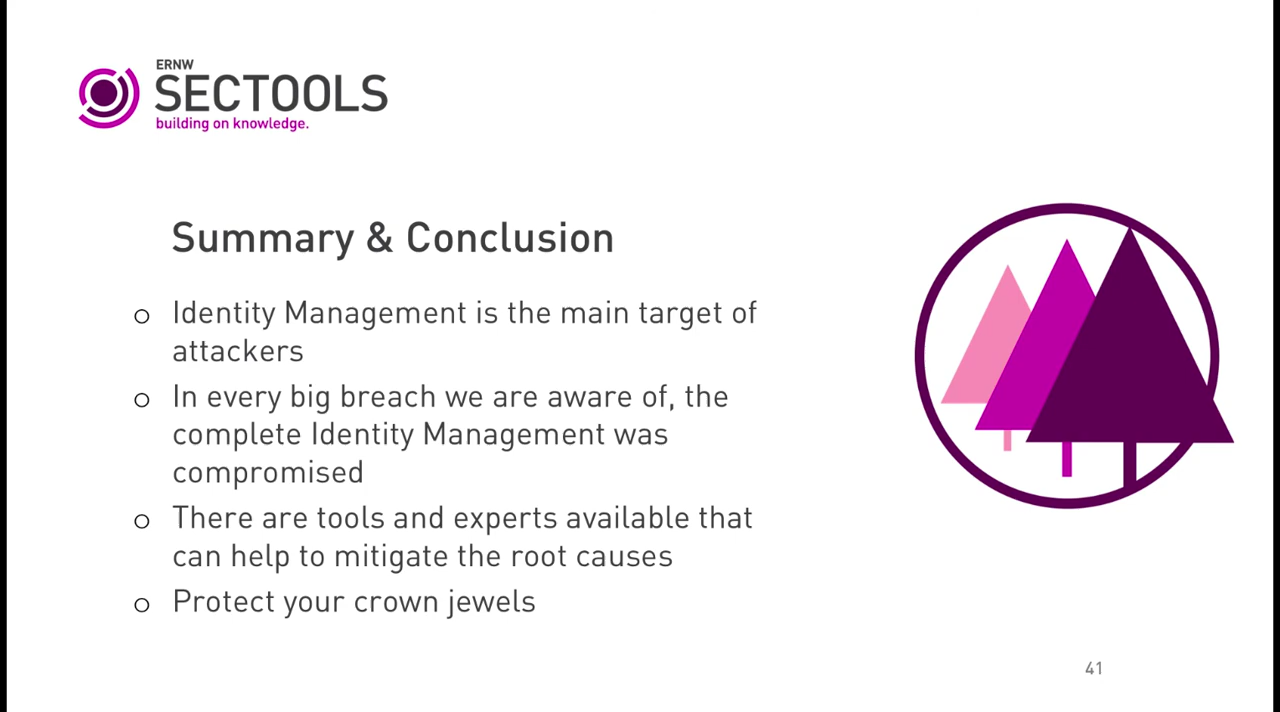 ERNW
SECTOOLS
building on knowledge.
Summary & Conclusion
o Identity Management is the main target of
attackers
o In every big breach we are aware of, the
complete Identity Management was
compromised
o There are tools and experts available that
can help to mitigate the root causes
o Protect your crown jewels
41